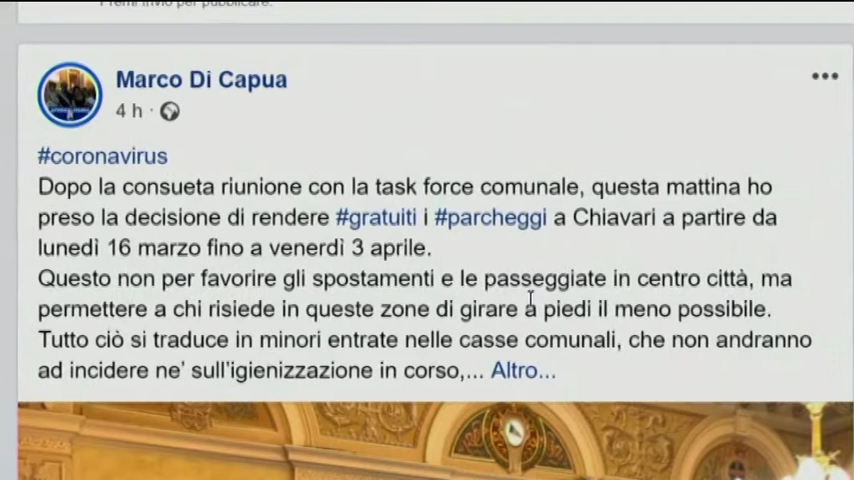 Premi Invio per pubblicare.
Marco Di Capua
4 h ·
#coronavirus
Dopo la consueta riunione con la task force comunale, questa mattina ho
preso la decisione di rendere #gratuiti i #parcheggi a Chiavari a partire da
lunedì 16 marzo fino a venerdì 3 aprile.
Questo non per favorire gli spostamenti e le passeggiate in centro città, ma
permettere a chi risiede in queste zone di girare a piedi il meno possibile.
Tutto ciò si traduce in minori entrate nelle casse comunali, che non andranno
ad incidere ne' sull'igienizzazione in corso,... Altro...